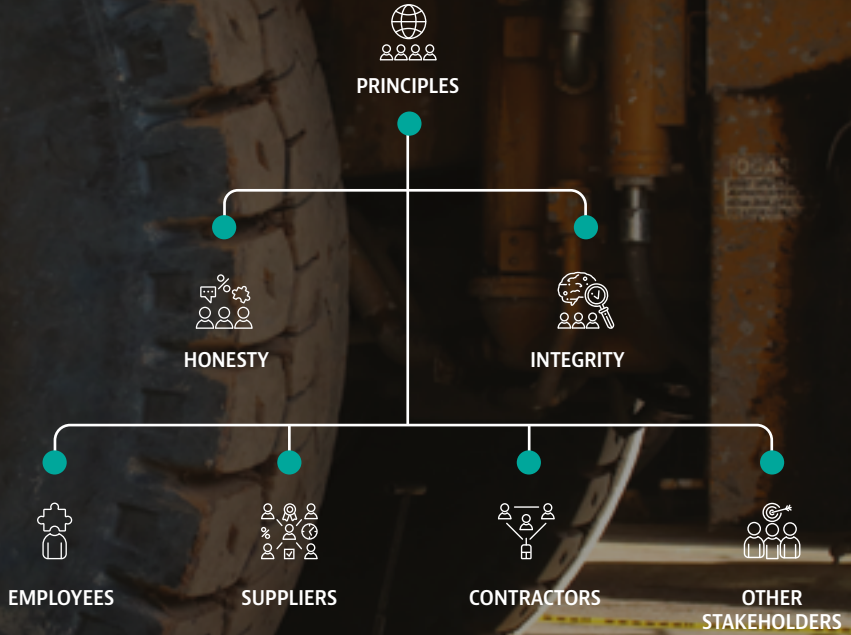 PRINCIPLES
HONESTY
INTEGRITY
EMPLOYEES
SUPPLIERS
CONTRACTORS
OTHER
STAKEHOLDERS